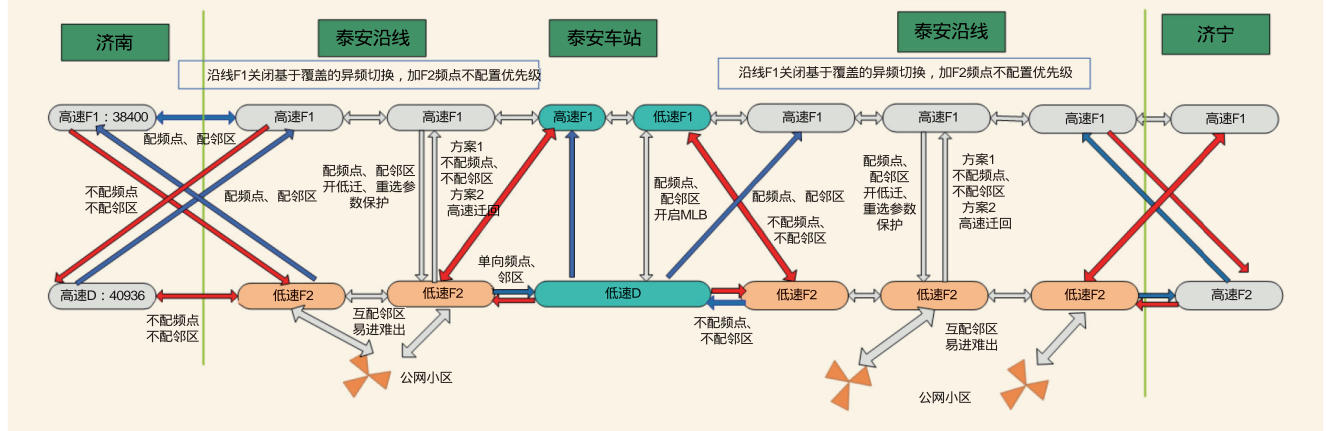 济南
泰安沿线
泰安车站
泰安沿线
济宁
沿线F1关闭基于覆盖的异频切换，加F2频点不配置优先级
沿线F1关闭基于覆盖的异频切换，加F2频点不配置优先级
高速F1：38400
高速F1
高速F1
高速F1
低速F1
高速F1
高速F1
高速F1
高速F1
配频点、配邻区
不配频点
不配邻区
配频点、配邻区
配频点、配邻区
开低迁、重选参
数保护
方案1
不配频点、
不配邻区
方案2
高速迁回
配频点、
配邻区
开启MLB
配频点、配邻区
不配频点、
不配邻区
配频点、
配邻区
开低迁、
重选参数
保护
方案1
不配频点、
不配邻区
方案2
高速迁回
单向频点、
邻区
高速D：40936
低速F2
低速F2
低速D
低速F2
低速F2
低速F2
高速F2
不配频点
不配邻区
互配邻区
易进难出
不配频点、
不配邻区
互配邻区
易进难出
公网小区
公网小区